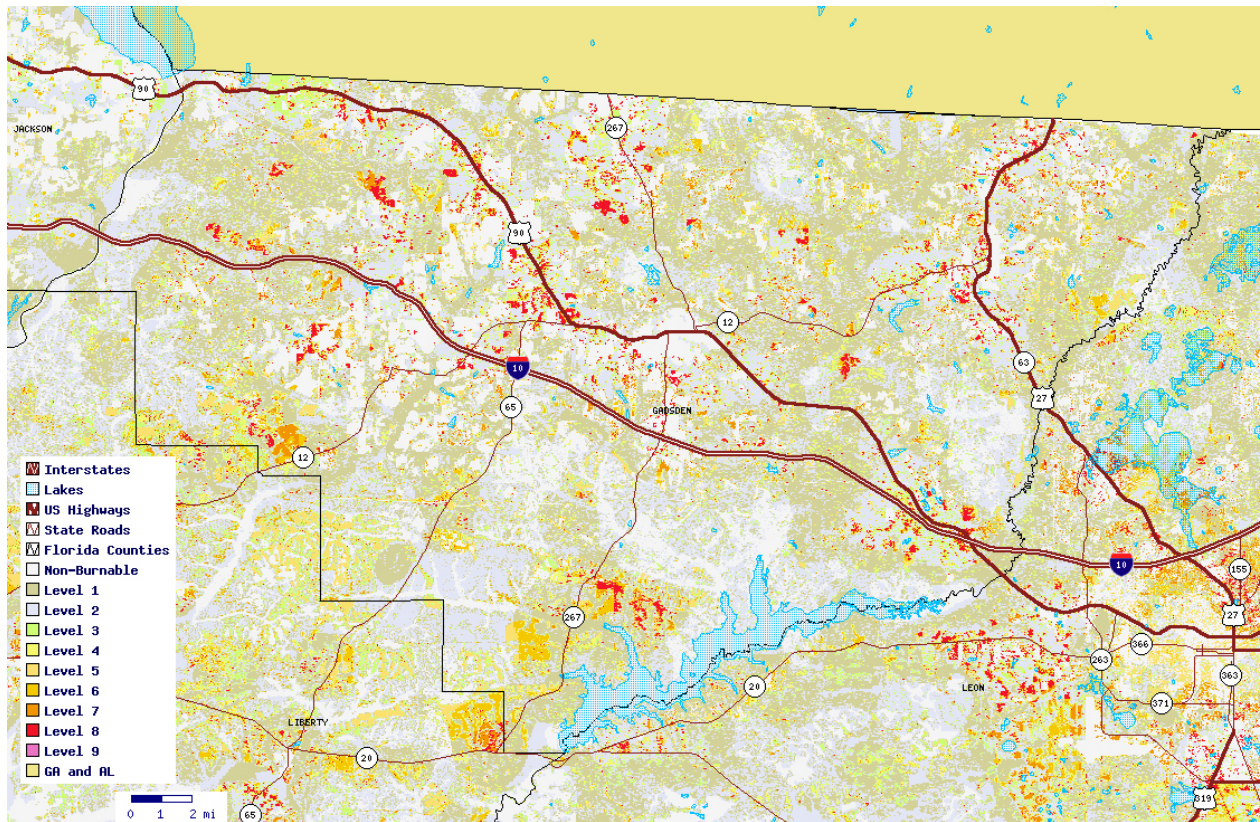 90
JACKSON
267
90
12
63
10
27
65
GADSDEN
12
Interstates
Lakes
US Highways
State Roads
Florida Counties
Non-Burnable
Level 1
Level 2
Level 3
Level 4
Level 5
Level 6
Level 7
Level 8
Level 9
GA and AL
10
155
267
27
366
263
363
20
LEON
371
LIBERTY
20
319
65
0 1 2 mi